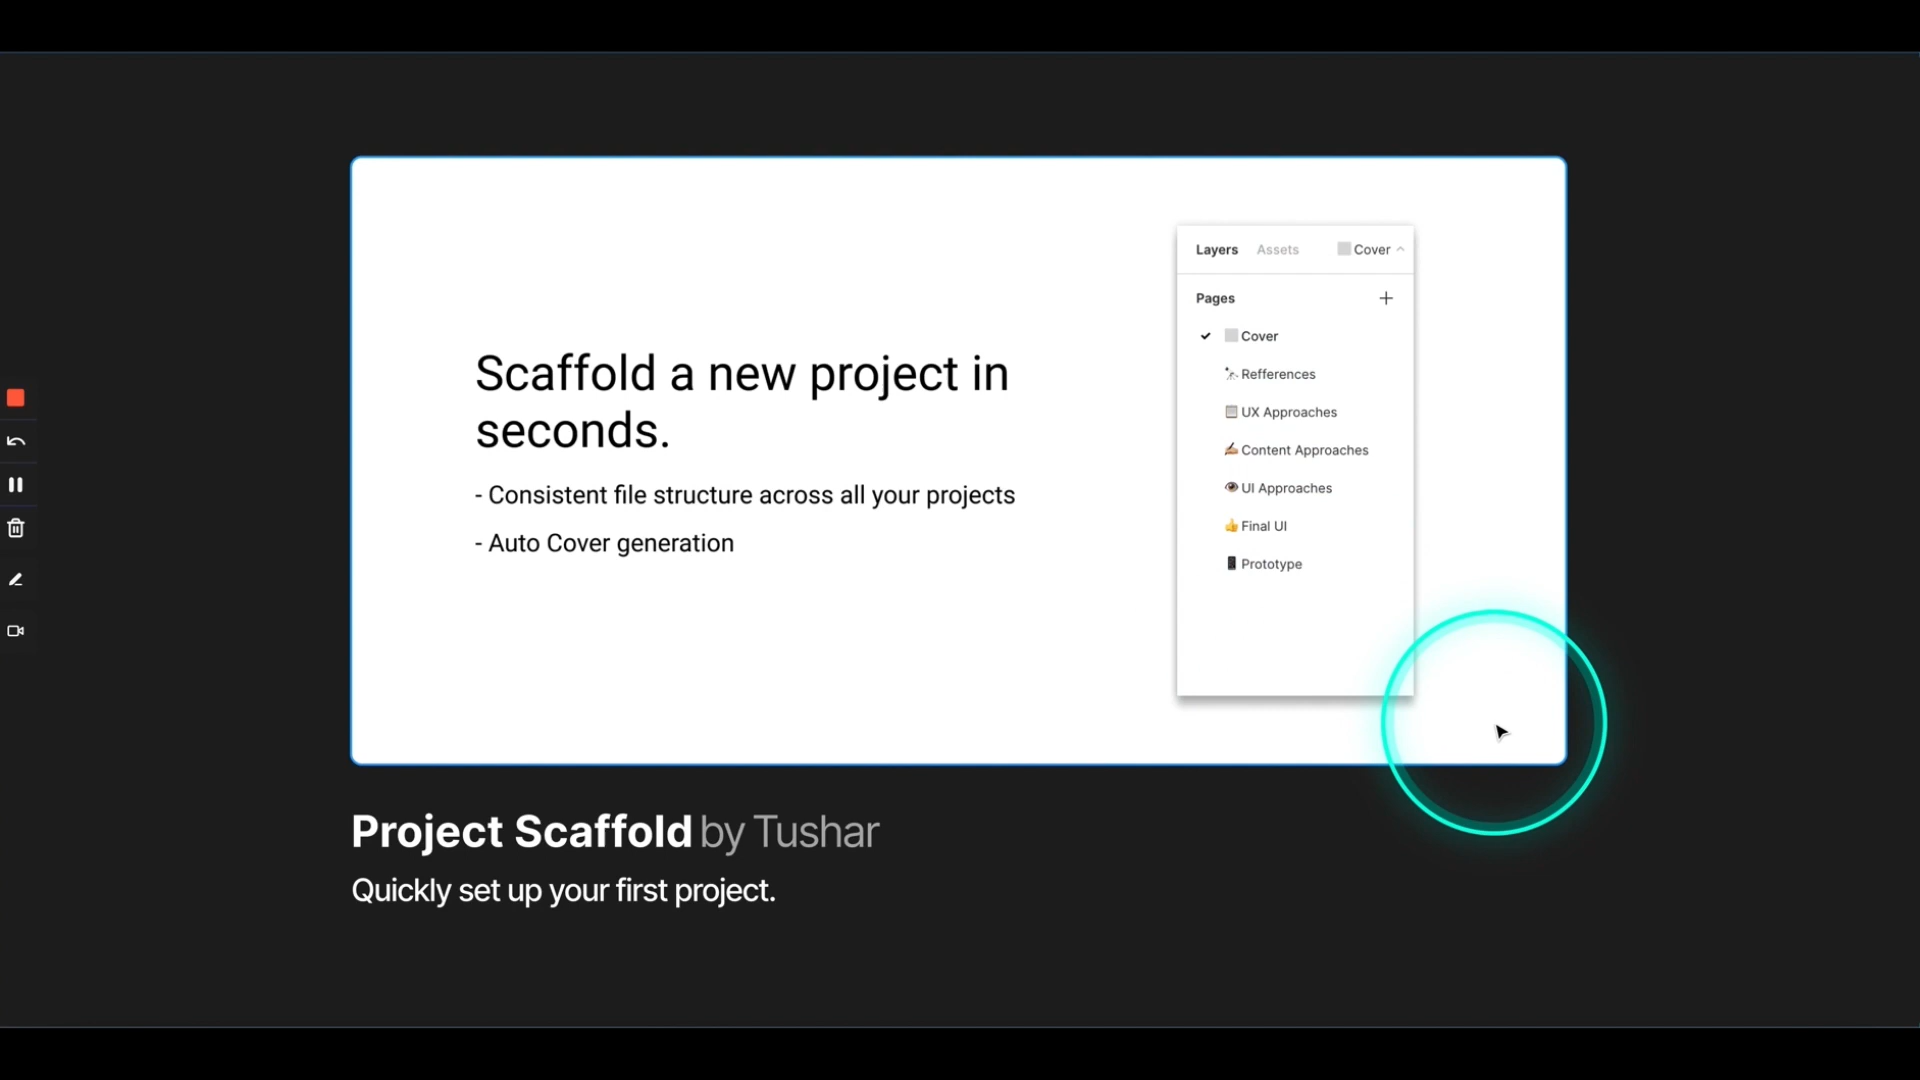 Scaffold a new project in
seconds.
- Consistent file structure across all your projects
- Auto Cover generation
Layers Assets Cover
Pages
Cover
Refferences
UX Approaches
Content Approaches
UI Approaches
Final UI
Prototype
Project Scaffold by Tushar
Quickly set up your first project.